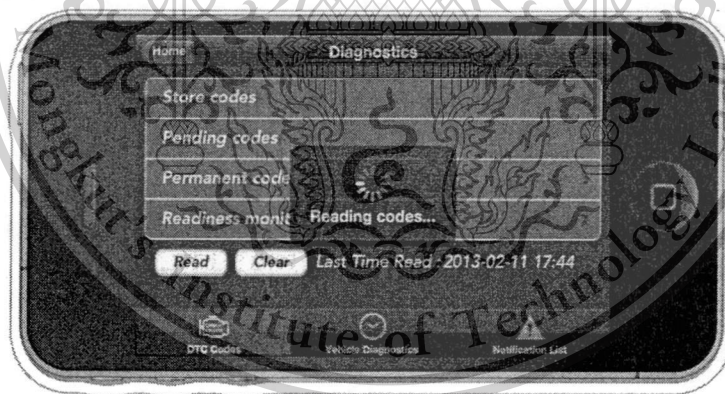 Home Diagnostics
Store codes
Pending codes
Permanent code
Readiness monit
Reading codes...
Read Clear Last Time Read : 2013-02-11 17:44
DTC Codes Vehicle Diagnostics Notification List
ongkut's Institute of Technology L